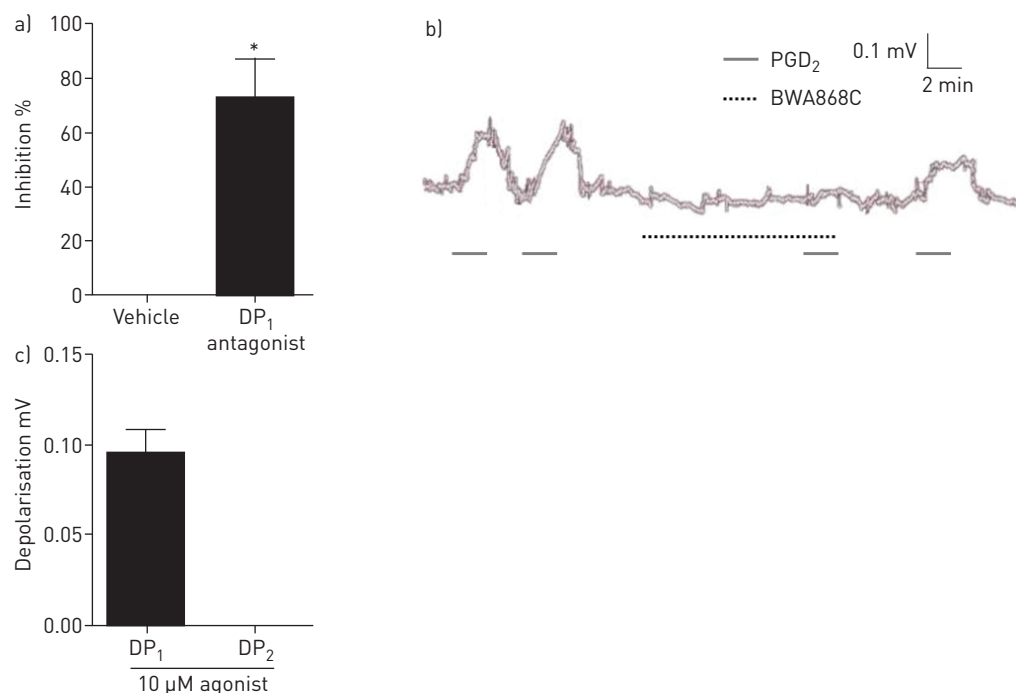 a)
100
80
60
40
20
0
Inhibition %
*
Vehicle
DP₁
antagonist
b)
PGD₂
BWA868C
0.1 mV
2 min
c)
0.15
0.10
0.05
0.00
Depolarisation mV
DP₁ DP₂
10 µM agonist